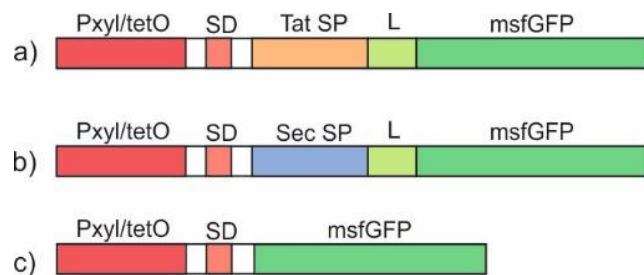 Pxyl/tetO SD Tat SP L msfGFP
a)
Pxyl/tetO SD Sec SP L msfGFP
b)
Pxyl/tetO SD msfGFP
c)